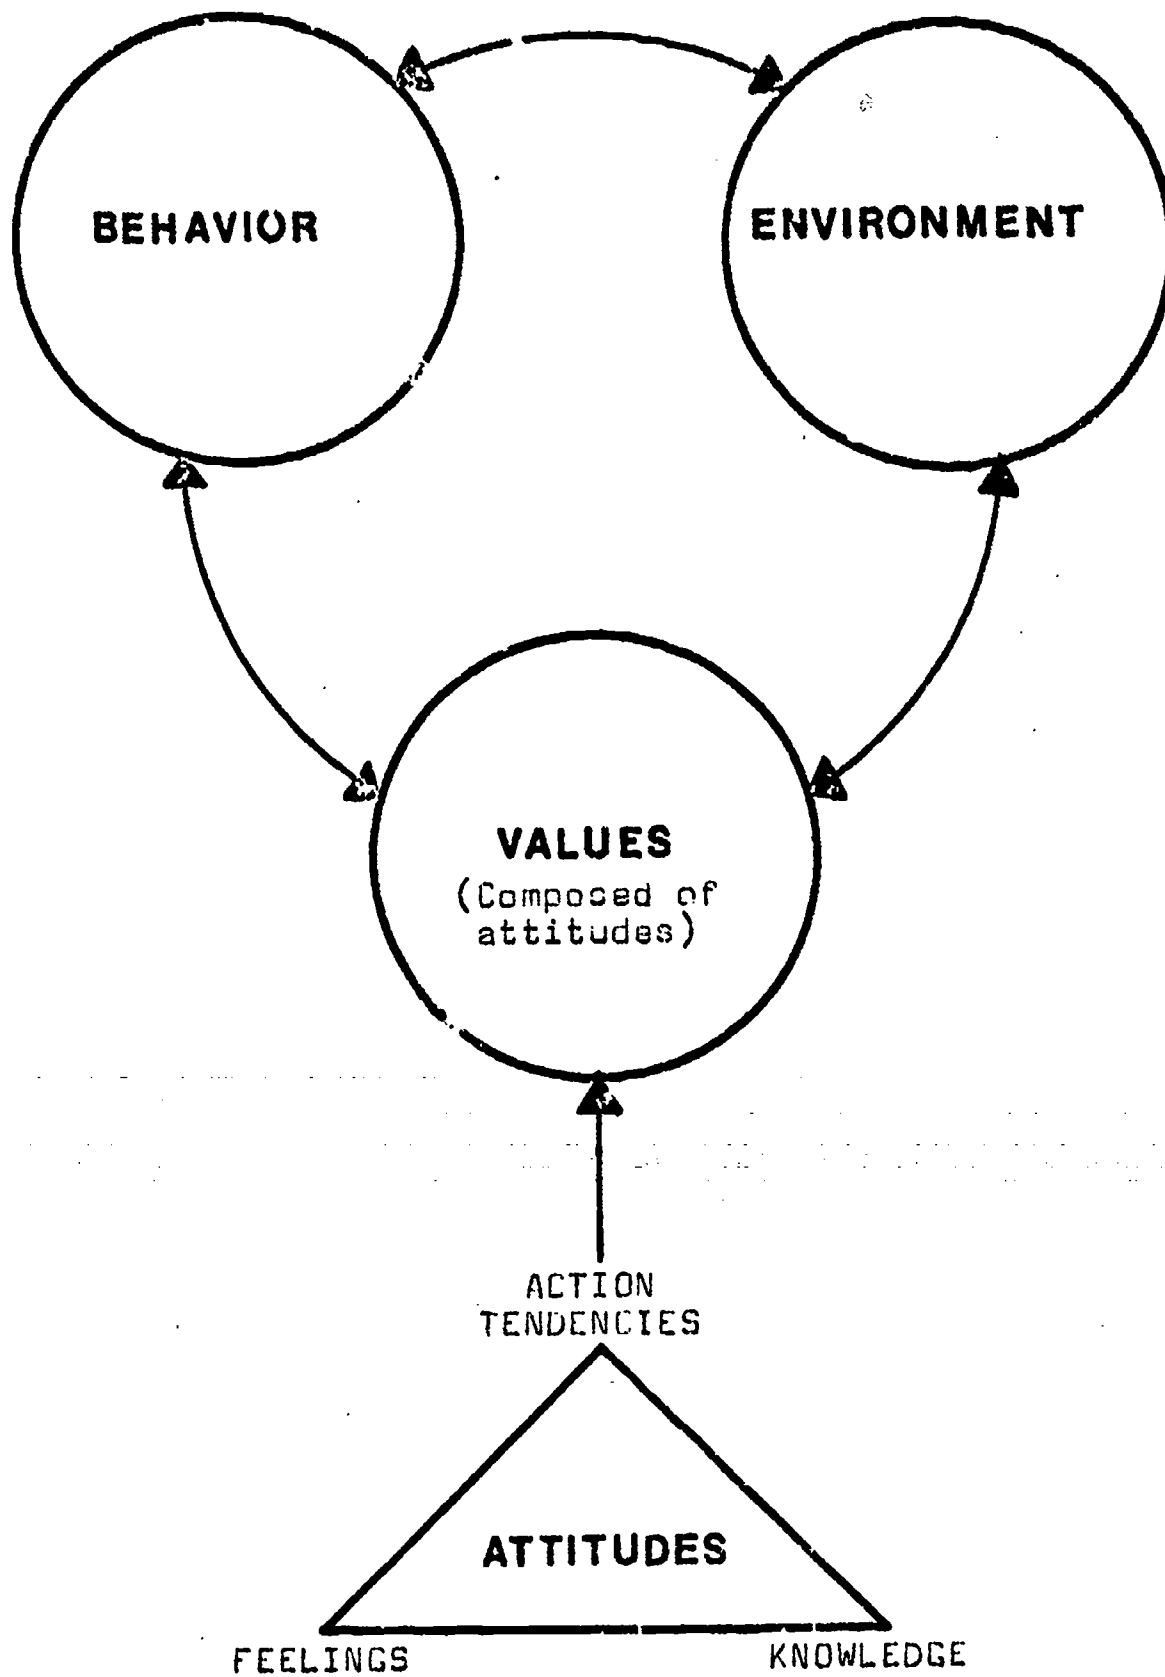 BEHAVIOR
ENVIRONMENT
VALUES
(Composed of
attitudes)
ACTION
TENDENCIES
ATTITUDES
FEELINGS
KNOWLEDGE